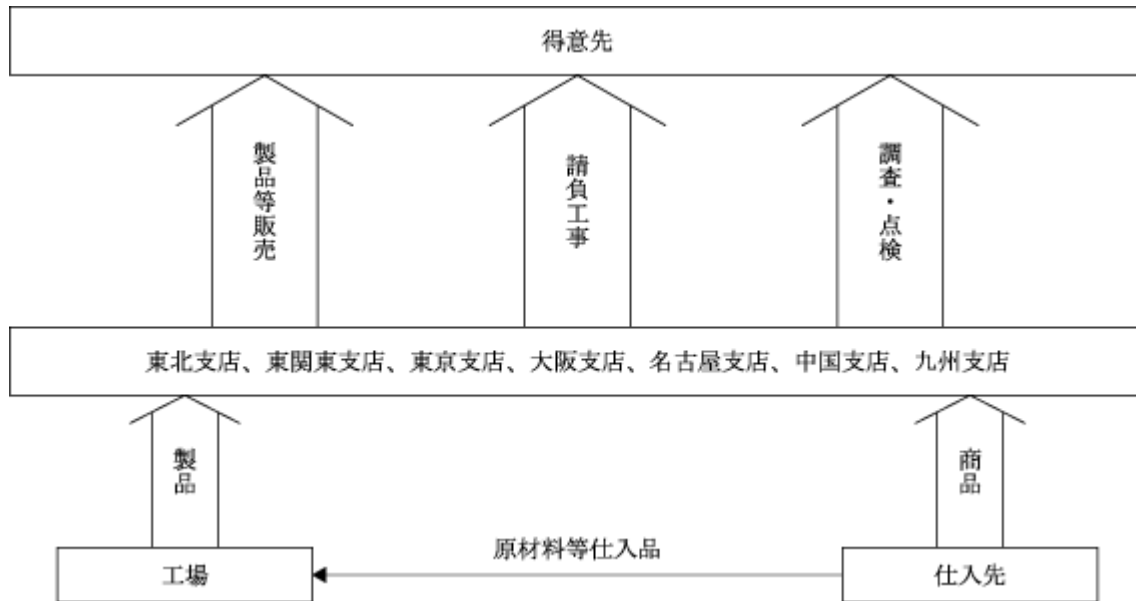 得意先
製品等販売
請負工事
調査・点検
東北支店、東関東支店、東京支店、大阪支店、名古屋支店、中国支店、九州支店
製品
商品
原材料等仕入品
工場
仕入先